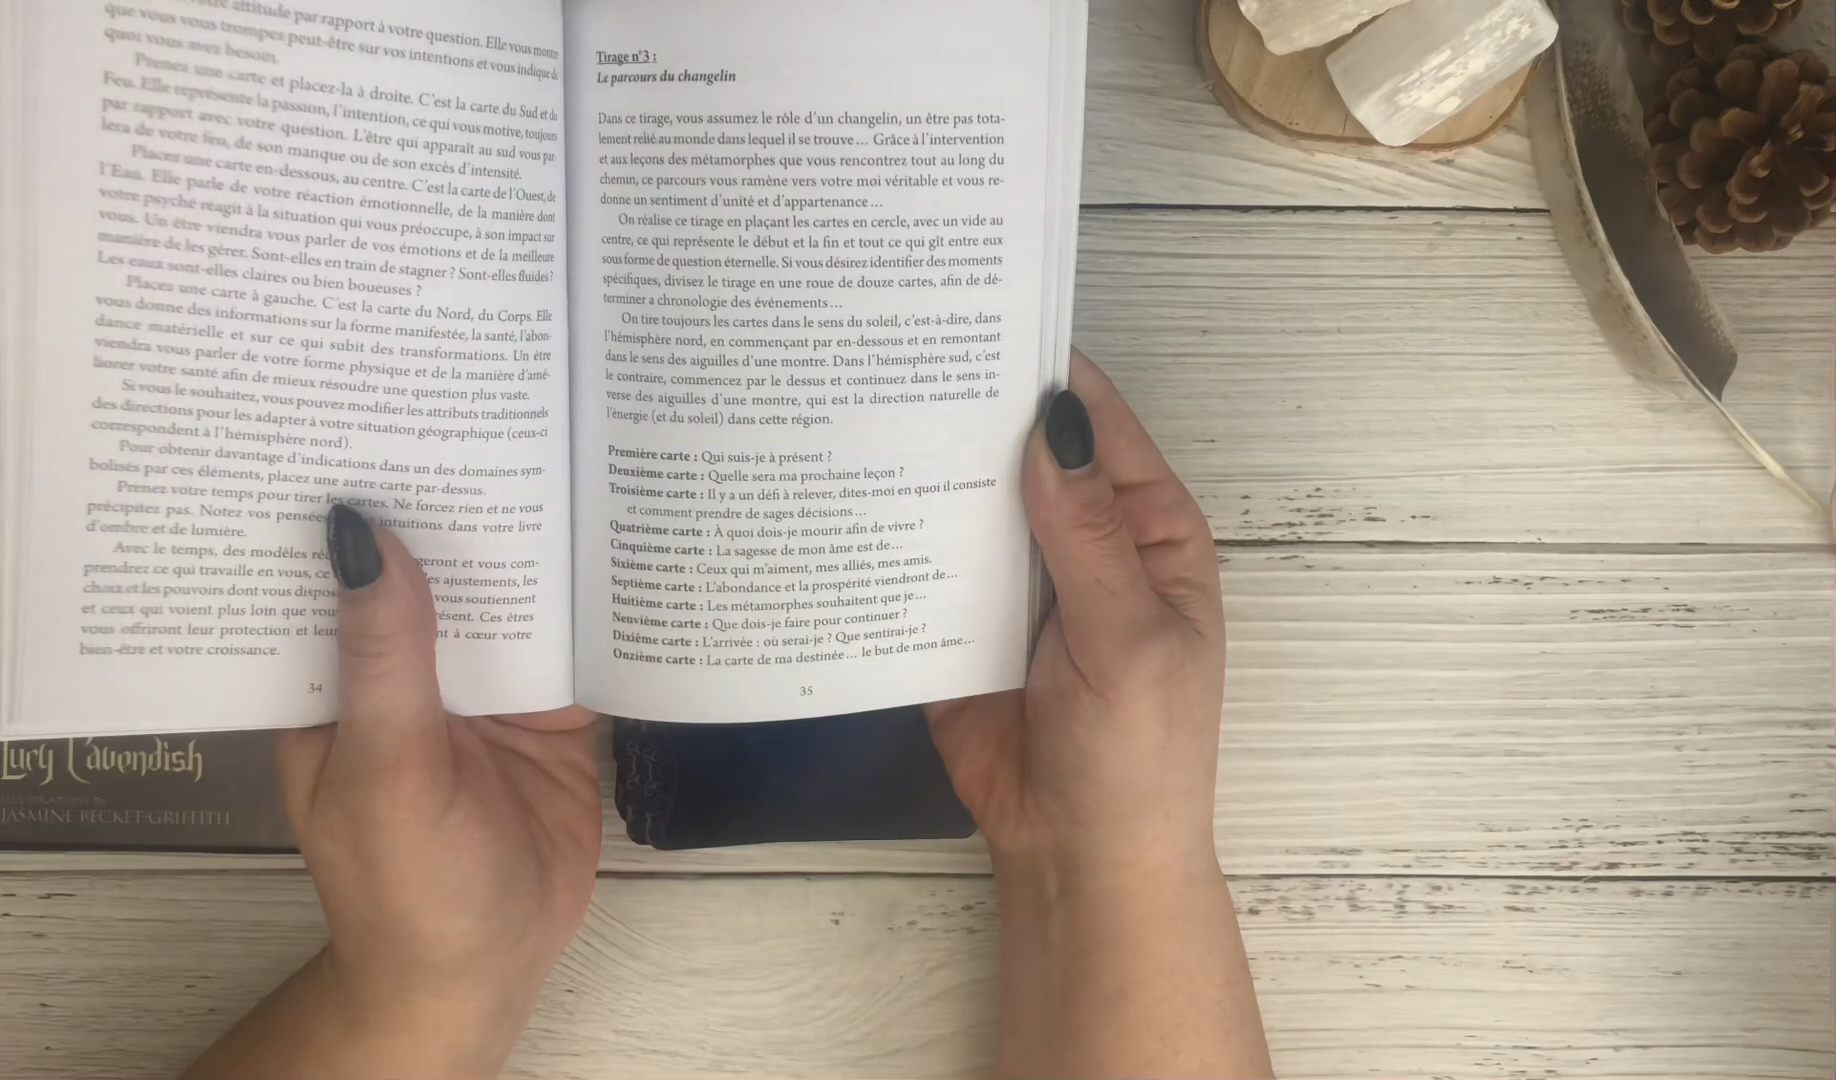 attitude par rapport à votre question. Elle vous montre
que vous vous trompez peut-être sur vos intentions et vous indique de
quoi vous avez besoin.
Prenez une carte et placez-la à droite. C'est la carte du Sud et du
Feu. Elle représente la passion, l'intention, ce qui vous motive, toujours
par rapport avec votre question. L'être qui apparaît au sud vous par-
lera de votre feu, de son manque ou de son excès d'intensité.
Placez une carte en-dessous, au centre. C'est la carte de l'Ouest, de
l'Eau. Elle parle de votre réaction émotionnelle, de la manière dont
votre psyché réagit à la situation qui vous préoccupe, à son impact sur
vous. Un être viendra vous parler de vos émotions et de la meilleure
manière de les gérer. Sont-elles en train de stagner ? Sont-elles fluides ?
Les eaux sont-elles claires ou bien boueuses ?
Placez une carte à gauche. C'est la carte du Nord, du Corps. Elle
vous donne des informations sur la forme manifestée, la santé, l'abon-
dance matérielle et sur ce qui subit des transformations. Un être
viendra vous parler de votre forme physique et de la manière d'amé-
liorer votre santé afin de mieux résoudre une question plus vaste.
Si vous le souhaitez, vous pouvez modifier les attributs traditionnels
des directions pour les adapter à votre situation géographique (ceux-ci
correspondent à l'hémisphère nord).
Pour obtenir davantage d'indications dans un des domaines sym-
bolisés par ces éléments, placez une autre carte par-dessus.
Prenez votre temps pour tirer les cartes. Ne forcez rien et ne vous
précipitez pas. Notez vos pensées intuitions dans votre livre
d'ombre et de lumière.
Avec le temps, des modèles geront et vous com-
prendrez ce qui travaille en vous, ce ajustements, les
choix et les pouvoirs dont vous vous soutiennent
et ceux qui voient plus loin que Ces êtres
vous offriront leur protection et à cœur votre
bien-être et votre croissance.
34
Tirage n°3 :
Le parcours du changelin
Dans ce tirage, vous assumez le rôle d'un changelin, un être pas tota-
lement relié au monde dans lequel il se trouve… Grâce à l'intervention
et aux leçons des métamorphes que vous rencontrez tout au long du
chemin, ce parcours vous ramène vers votre moi véritable et vous re-
donne un sentiment d'unité et d'appartenance…
On réalise ce tirage en plaçant les cartes en cercle, avec un vide au
centre, ce qui représente le début et la fin et tout ce qui gît entre eux
sous forme de question éternelle. Si vous désirez identifier des moments
spécifiques, divisez le tirage en une roue de douze cartes, afin de dé-
terminer a chronologie des événements…
On tire toujours les cartes dans le sens du soleil, c'est-à-dire, dans
l'hémisphère nord, en commençant par en-dessous et en remontant
dans le sens des aiguilles d'une montre. Dans l'hémisphère sud, c'est
le contraire, commencez par le dessus et continuez dans le sens in-
verse des aiguilles d'une montre, qui est la direction naturelle de
l'énergie (et du soleil) dans cette région.
Première carte : Qui suis-je à présent ?
Deuxième carte : Quelle sera ma prochaine leçon ?
Troisième carte : Il y a un défi à relever, dites-moi en quoi il consiste
et comment prendre de sages décisions…
Quatrième carte : À quoi dois-je mourir afin de vivre ?
Cinquième carte : La sagesse de mon âme est de…
Sixième carte : Ceux qui m'aiment, mes alliés, mes amis.
Septième carte : L'abondance et la prospérité viendront de…
Huitième carte : Les métamorphes souhaitent que je…
Neuvième carte : Que dois-je faire pour continuer ?
Dixième carte : L'arrivée : où serai-je ? Que sentirai-je ?
Onzième carte : La carte de ma destinée… le but de mon âme…
35
Lucy Cavendish
JASMINE BECKET-GRIFFITH